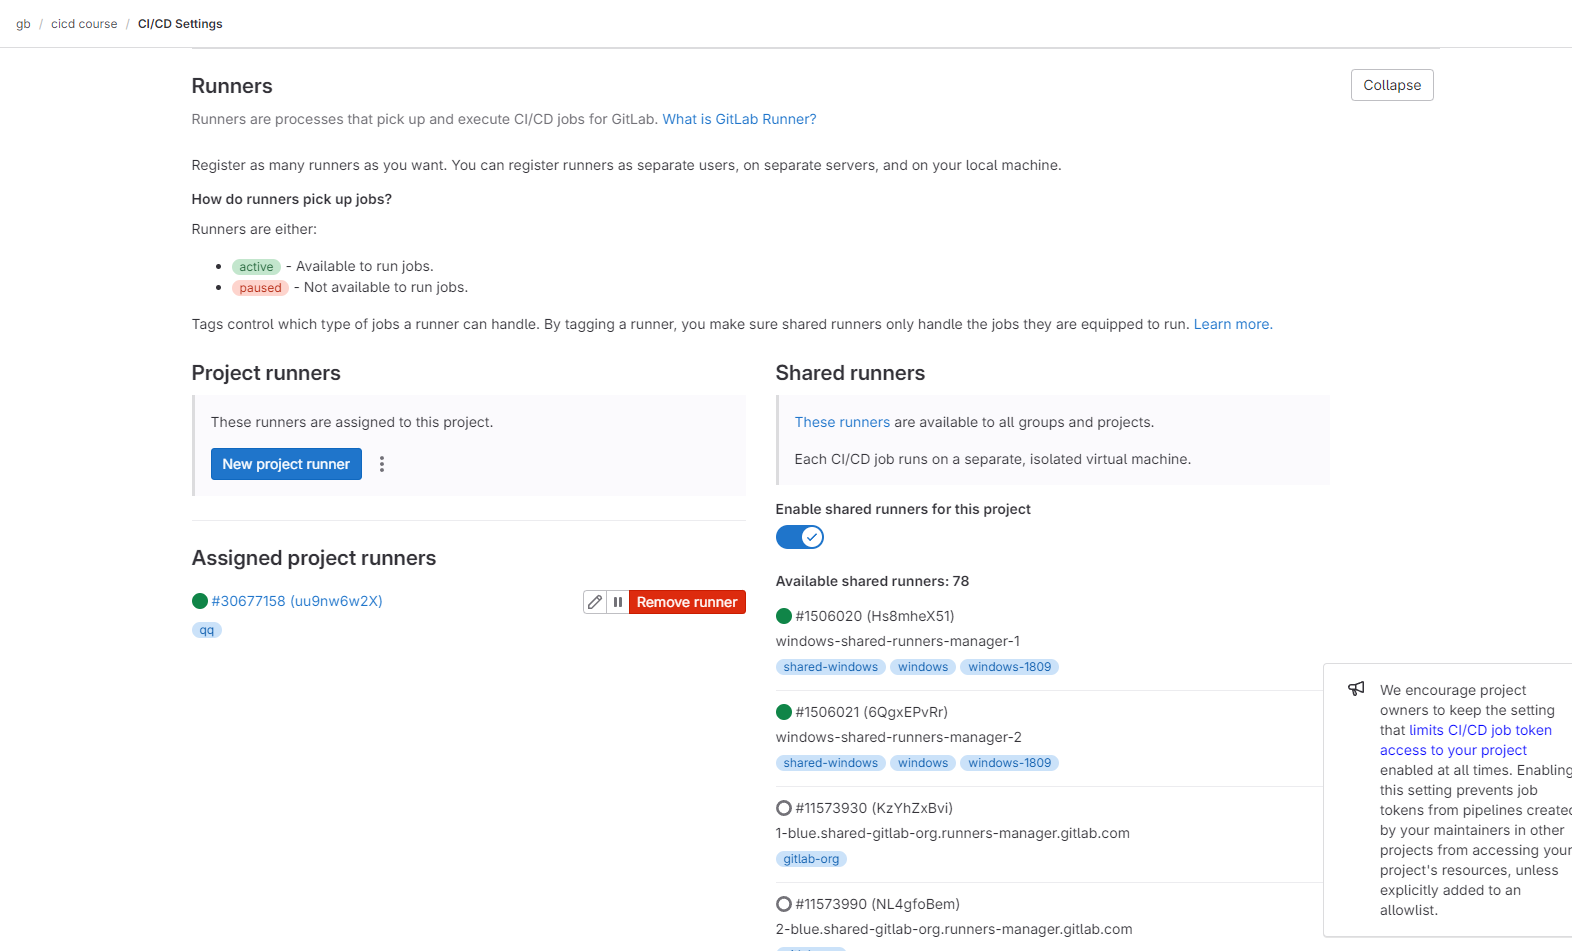 gb / cicd course / CI/CD Settings
Runners
Collapse
Runners are processes that pick up and execute CI/CD jobs for GitLab. What is GitLab Runner?
Register as many runners as you want. You can register runners as separate users, on separate servers, and on your local machine.
How do runners pick up jobs?
Runners are either:
active - Available to run jobs.
paused - Not available to run jobs.
Tags control which type of jobs a runner can handle. By tagging a runner, you make sure shared runners only handle the jobs they are equipped to run. Learn more.
Project runners
These runners are assigned to this project.
New project runner
Assigned project runners
#30677158 (uu9nw6w2X)
Remove runner
qq
Shared runners
These runners are available to all groups and projects.
Each CI/CD job runs on a separate, isolated virtual machine.
Enable shared runners for this project
Available shared runners: 78
#1506020 (Hs8mheX51)
windows-shared-runners-manager-1
shared-windows windows windows-1809
#1506021 (6QgxEPvRr)
windows-shared-runners-manager-2
shared-windows windows windows-1809
#11573930 (KzYhZxBvi)
1-blue.shared-gitlab-org.runners-manager.gitlab.com
gitlab-org
#11573990 (NL4gfoBem)
2-blue.shared-gitlab-org.runners-manager.gitlab.com
We encourage project
owners to keep the setting
that limits CI/CD job token
access to your project
enabled at all times. Enabling
this setting prevents job
tokens from pipelines created
by your maintainers in other
projects from accessing your
project's resources, unless
explicitly added to an
allowlist.